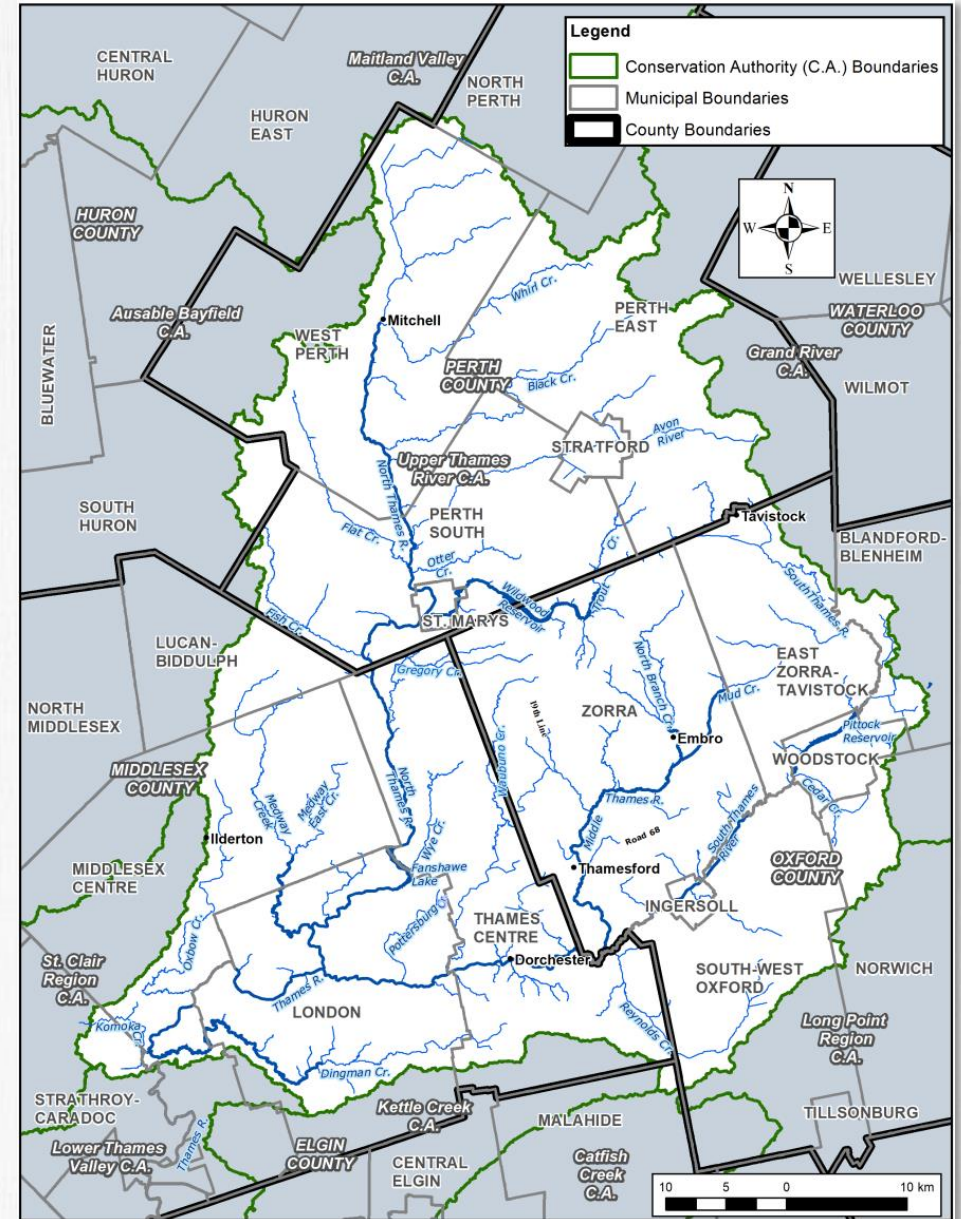 Legend
Conservation Authority (C.A.) Boundaries
Municipal Boundaries
County Boundaries
N
W
E
S
CENTRAL
HURON
Maitland Valley
C.A.
NORTH
PERTH
HURON
EAST
HURON
COUNTY
WELLESLEY
WATERLOO
COUNTY
Whirl Cr.
PERTH
EAST
Ausable Bayfield
C.A.
Mitchell
WEST
PERTH
Grand River
C.A.
BLUEWATER
PERTH
COUNTY
Black Cr.
WILMOT
STRATFORD
Avon
River
North Thames R.
Upper Thames
River C.A.
SOUTH
HURON
PERTH
SOUTH
Flat Cr.
Tavistock
Otter
Cr.
Trout
Cr.
BLANDFORD-
BLENHEIM
Wildwood
Reservoir
South Thames R.
ST. MARYS
Fish Cr.
LUCAN-
BIDDULPH
Gregory Cr.
EAST
ZORRA-
TAVISTOCK
North Branch Cr.
Mud Cr.
NORTH
MIDDLESEX
19th Line
ZORRA
Embro
Pittock
Reservoir
WOODSTOCK
Waubuno Cr.
MIDDLESEX
COUNTY
North
Thames R.
Medway
Creek
Medway
East Cr.
Middle
Thames R.
Cedar Cr.
Ilderton
Wye Cr.
Road 68
South Thames
River
Fanshawe
Lake
Thamesford
OXFORD
COUNTY
MIDDLESEX
CENTRE
Pottersburg Cr.
THAMES
CENTRE
INGERSOLL
Oxbow Cr.
Dorchester
St. Clair
Region
C.A.
SOUTH-WEST
OXFORD
NORWICH
Thames R.
LONDON
Reynolds Cr.
Komoka
Cr.
Long Point
Region
C.A.
Dingman Cr.
STRATHROY-
CARADOC
Kettle Creek
C.A.
MALAHIDE
TILLSONBURG
Thames R.
Lower Thames
Valley C.A.
ELGIN
COUNTY
CENTRAL
ELGIN
Catfish
Creek
C.A.
10 5 0 10 km